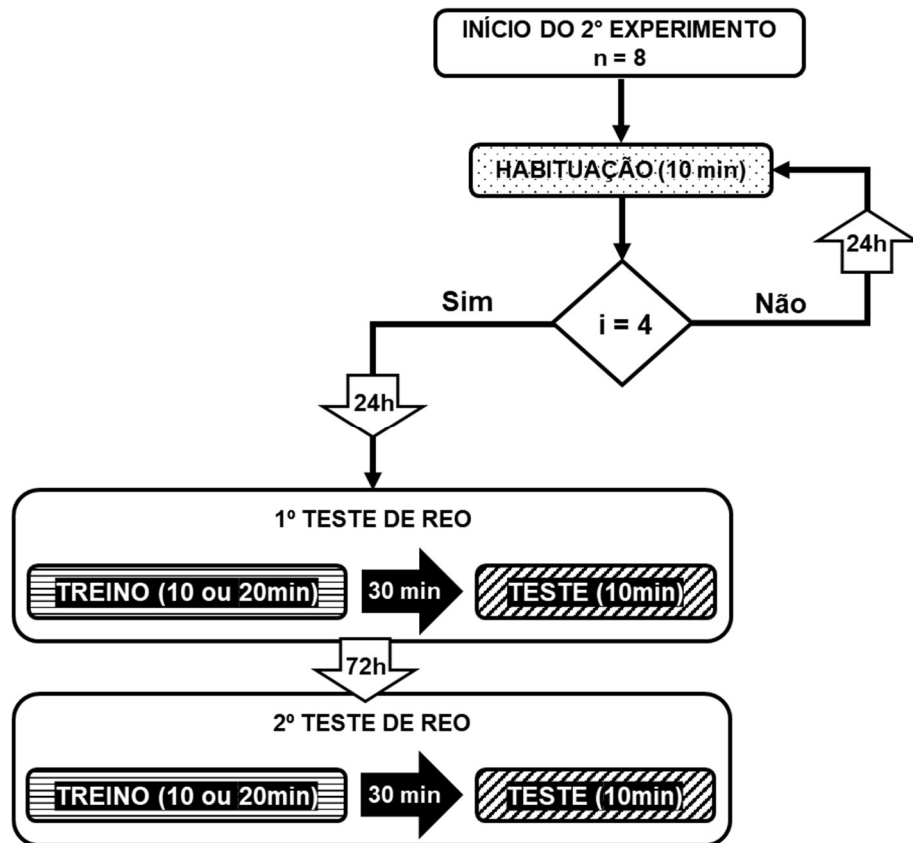 INÍCIO DO 2° EXPERIMENTO
n = 8
HABITUAÇÃO (10 min)
24h
Sim
Não
i = 4
24h
1º TESTE DE REO
TREINO (10 ou 20min)
30 min
TESTE (10min)
72h
2º TESTE DE REO
TREINO (10 ou 20min)
30 min
TESTE (10min)